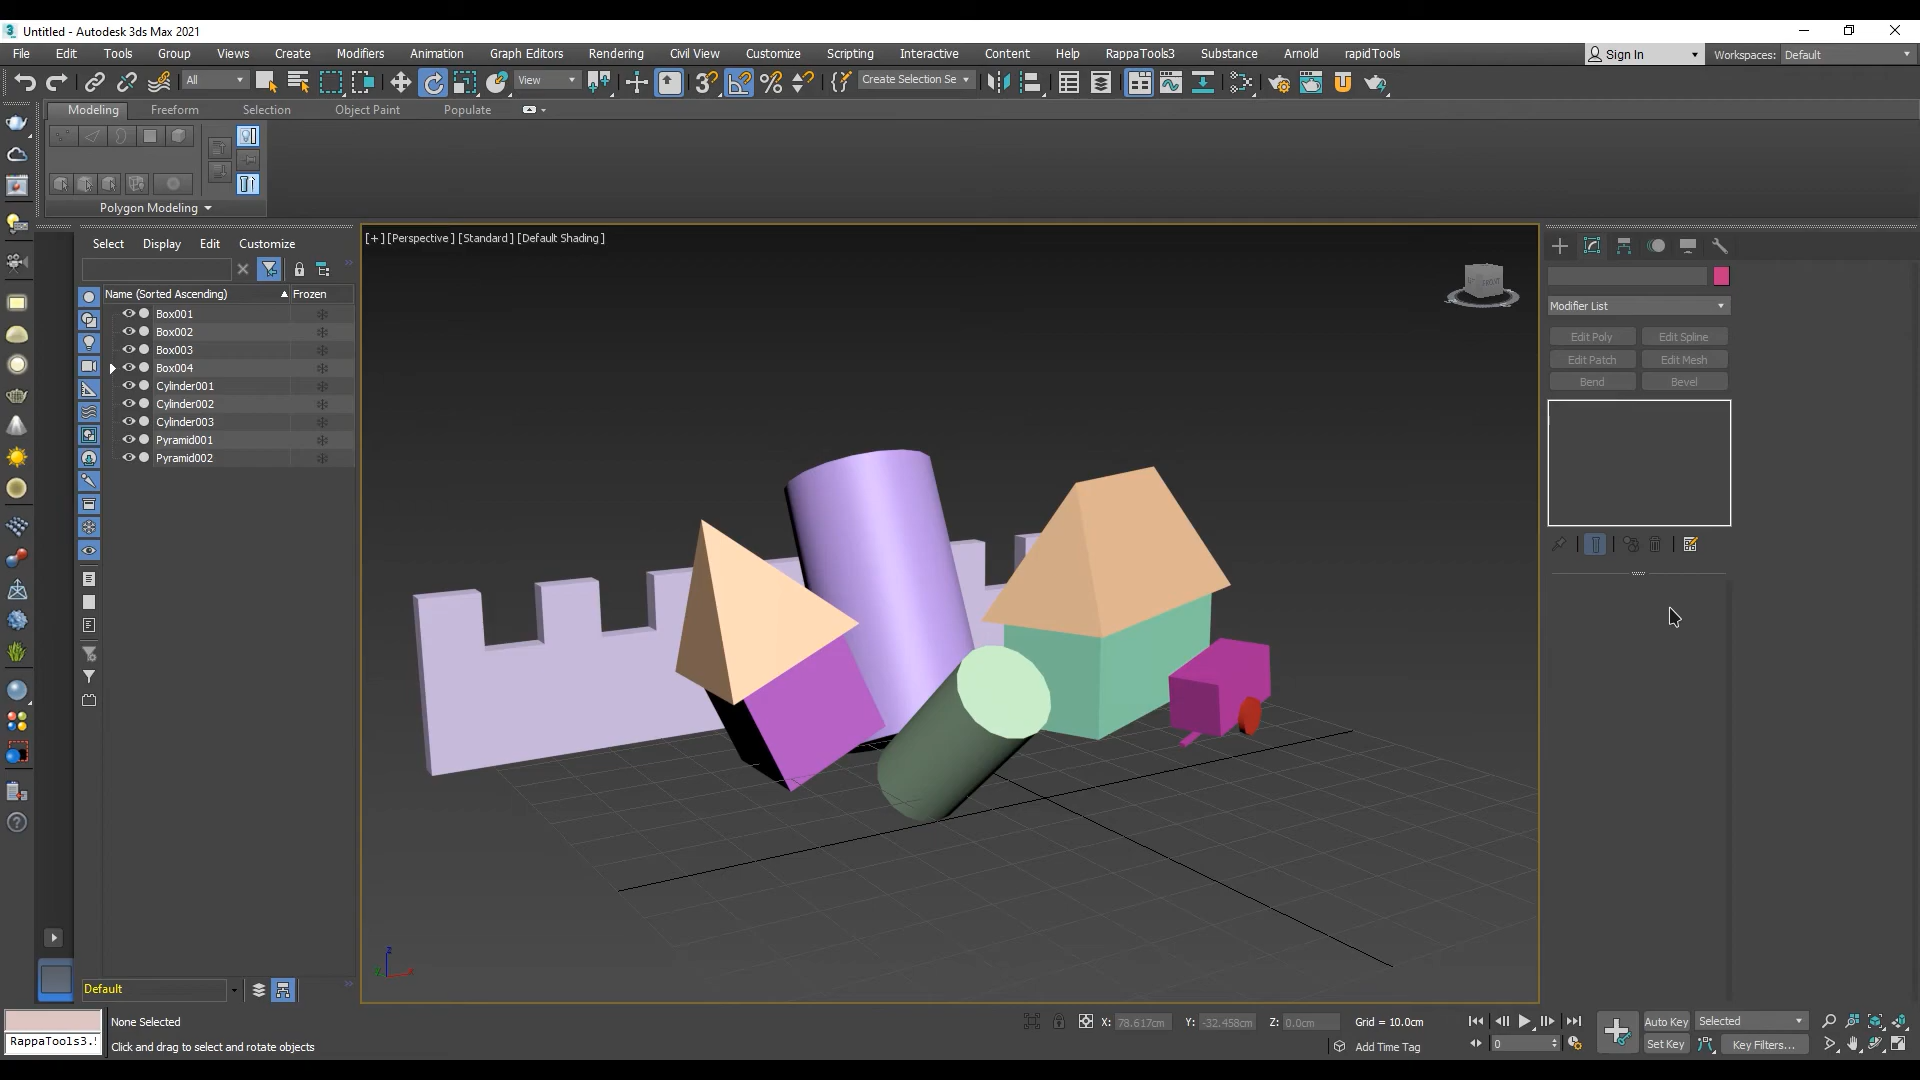 Untitled - Autodesk 3ds Max 2021
File Edit Tools Group Views Create Modifiers Animation Graph Editors Rendering Civil View Customize Scripting Interactive Content Help RappaTools3 Substance Arnold rapidTools
Sign In
Workspaces: Default
All
View
Create Selection Se
Modeling Freeform Selection Object Paint Populate
Polygon Modeling
Select Display Edit Customize
[+] [Perspective] [Standard] [Default Shading]
Name (Sorted Ascending) Frozen
Box001
Box002
Box003
Box004
Cylinder001
Cylinder002
Cylinder003
Pyramid001
Pyramid002
Modifier List
Edit Poly Edit Spline
Edit Patch Edit Mesh
Bend Bevel
Default
None Selected
X: 78.617cm Y: -32.458cm Z: 0.0cm Grid = 10.0cm
Auto Key Selected
RappaTools3.
Click and drag to select and rotate objects
Add Time Tag
0
Set Key Key Filters...